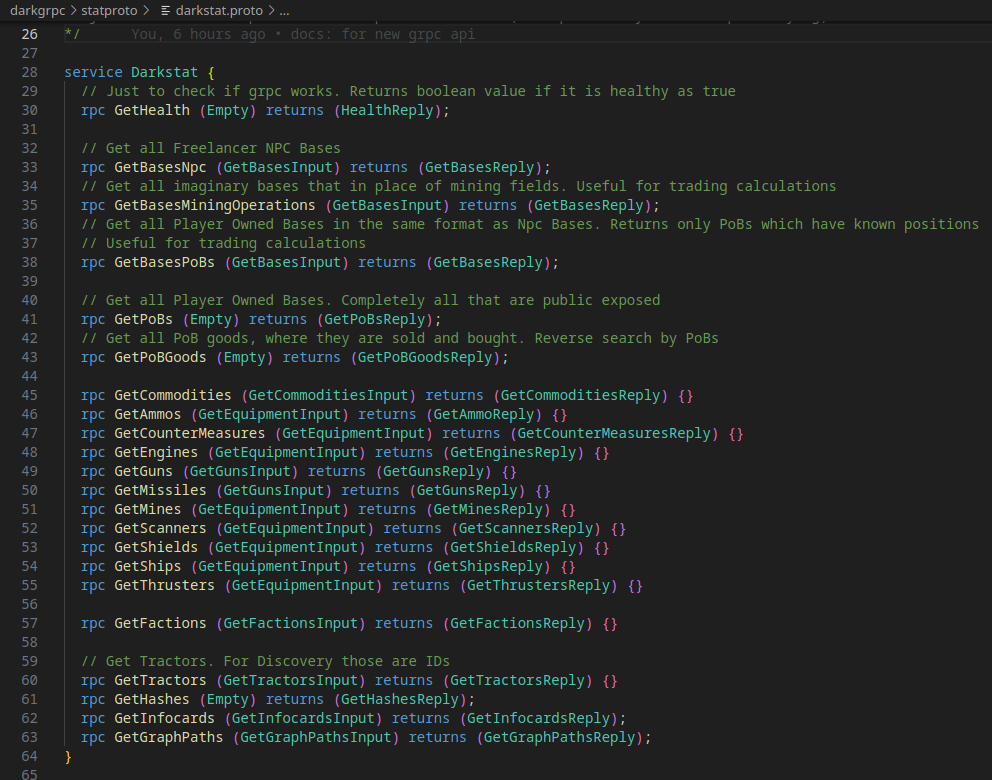 darkgrpc > statproto > darkstat.proto > ...
26 */ You, 6 hours ago • docs: for new grpc api
27
28 service Darkstat {
29 // Just to check if grpc works. Returns boolean value if it is healthy as true
30 rpc GetHealth (Empty) returns (HealthReply);
31
32 // Get all Freelancer NPC Bases
33 rpc GetBasesNpc (GetBasesInput) returns (GetBasesReply);
34 // Get all imaginary bases that in place of mining fields. Useful for trading calculations
35 rpc GetBasesMiningOperations (GetBasesInput) returns (GetBasesReply);
36 // Get all Player Owned Bases in the same format as Npc Bases. Returns only PoBs which have known positions
37 // Useful for trading calculations
38 rpc GetBasesPoBs (GetBasesInput) returns (GetBasesReply);
39
40 // Get all Player Owned Bases. Completely all that are public exposed
41 rpc GetPoBs (Empty) returns (GetPoBsReply);
42 // Get all PoB goods, where they are sold and bought. Reverse search by PoBs
43 rpc GetPoBGoods (Empty) returns (GetPoBGoodsReply);
44
45 rpc GetCommodities (GetCommoditiesInput) returns (GetCommoditiesReply) {}
46 rpc GetAmmos (GetEquipmentInput) returns (GetAmmoReply) {}
47 rpc GetCounterMeasures (GetEquipmentInput) returns (GetCounterMeasuresReply) {}
48 rpc GetEngines (GetEquipmentInput) returns (GetEnginesReply) {}
49 rpc GetGuns (GetGunsInput) returns (GetGunsReply) {}
50 rpc GetMissiles (GetGunsInput) returns (GetGunsReply) {}
51 rpc GetMines (GetEquipmentInput) returns (GetMinesReply) {}
52 rpc GetScanners (GetEquipmentInput) returns (GetScannersReply) {}
53 rpc GetShields (GetEquipmentInput) returns (GetShieldsReply) {}
54 rpc GetShips (GetEquipmentInput) returns (GetShipsReply) {}
55 rpc GetThrusters (GetEquipmentInput) returns (GetThrustersReply) {}
56
57 rpc GetFactions (GetFactionsInput) returns (GetFactionsReply) {}
58
59 // Get Tractors. For Discovery those are IDs
60 rpc GetTractors (GetTractorsInput) returns (GetTractorsReply) {}
61 rpc GetHashes (Empty) returns (GetHashesReply);
62 rpc GetInfocards (GetInfocardsInput) returns (GetInfocardsReply);
63 rpc GetGraphPaths (GetGraphPathsInput) returns (GetGraphPathsReply);
64 }
65